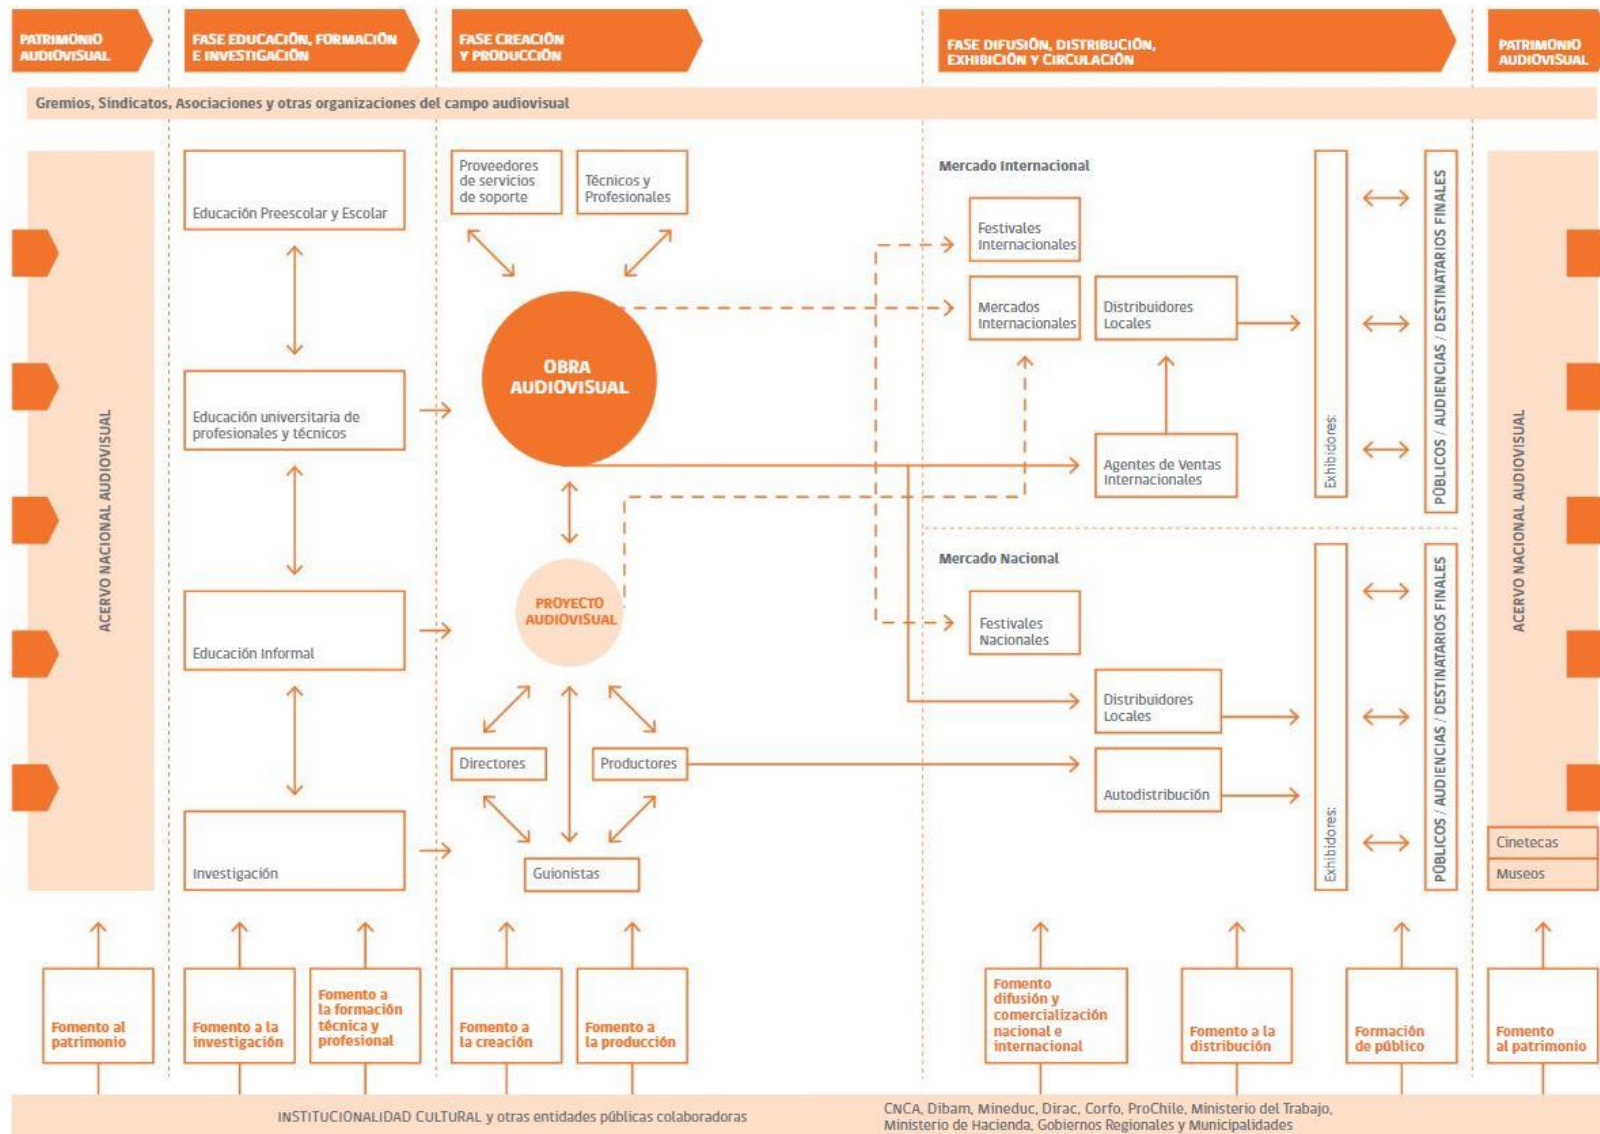 PATRIMONIO
AUDIOVISUAL
FASE EDUCACIÓN, FORMACIÓN
E INVESTIGACIÓN
FASE CREACIÓN
Y PRODUCCIÓN
FASE DIFUSIÓN, DISTRIBUCIÓN,
EXHIBICIÓN Y CIRCULACIÓN
PATRIMONIO
AUDIOVISUAL
Gremios, Sindicatos, Asociaciones y otras organizaciones del campo audiovisual
ACERVO NACIONAL AUDIOVISUAL
Educación Preescolar y Escolar
Educación universitaria de
profesionales y técnicos
Educación Informal
Investigación
Proveedores
de servicios
de soporte
Técnicos y
Profesionales
OBRA
AUDIOVISUAL
PROYECTO
AUDIOVISUAL
Directores
Productores
Guionistas
Mercado Internacional
Festivales
Internacionales
Mercados
Internacionales
Distribuidores
Locales
Agentes de Ventas
Internacionales
Exhibidores:
PÚBLICOS / AUDIENCIAS / DESTINATARIOS FINALES
Mercado Nacional
Festivales
Nacionales
Distribuidores
Locales
Autodistribución
Exhibidores:
PÚBLICOS / AUDIENCIAS / DESTINATARIOS FINALES
ACERVO NACIONAL AUDIOVISUAL
Cinetecas
Museos
Fomento al
patrimonio
Fomento a la
investigación
Fomento a
la formación
técnica y
profesional
Fomento a
la creación
Fomento a
la producción
Fomento
difusión y
comercialización
nacional e
internacional
Fomento a la
distribución
Formación
de público
Fomento
al patrimonio
INSTITUCIONALIDAD CULTURAL y otras entidades públicas colaboradoras
CNCA, Dibam, Mineduc, Dirac, Corfo, ProChile, Ministerio del Trabajo,
Ministerio de Hacienda, Gobiernos Regionales y Municipalidades